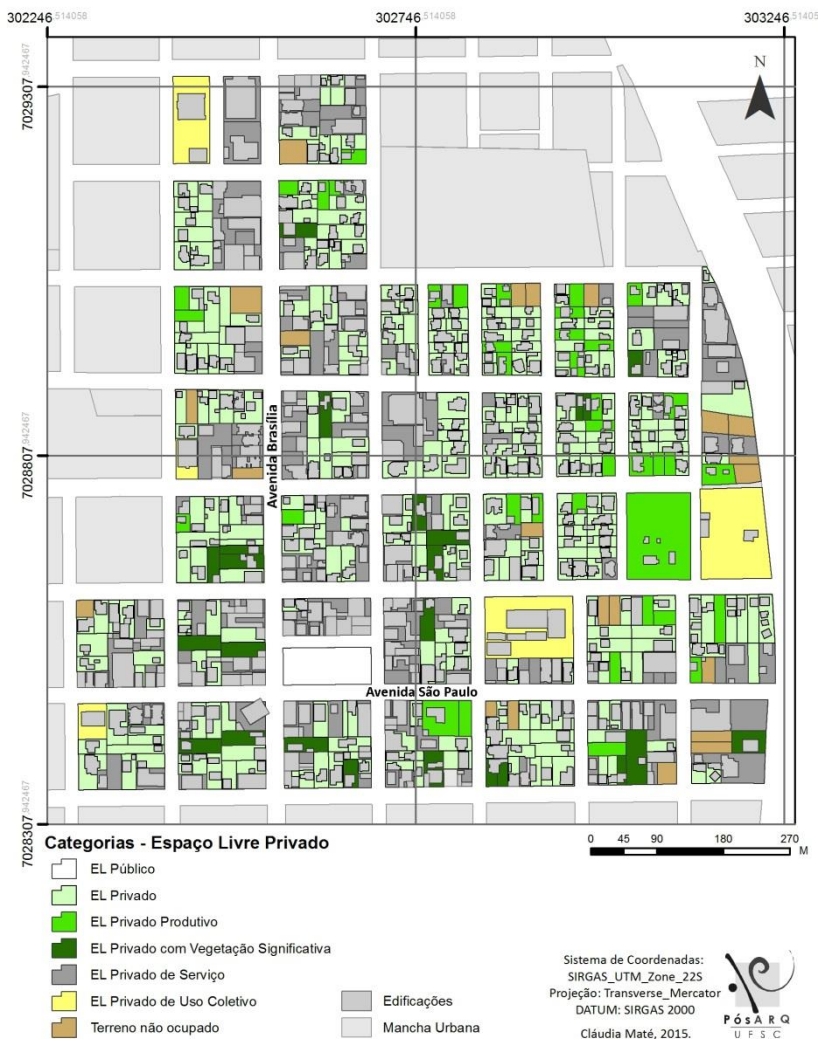 302246,514058
302746,514058
303246,514058
7029307,942467
N
Avenida Brasília
7028807,942467
Avenida São Paulo
7028307,942467
Categorias - Espaço Livre Privado
0 45 90 180 270
M
EL Público
EL Privado
EL Privado Produtivo
EL Privado com Vegetação Significativa
EL Privado de Serviço
EL Privado de Uso Coletivo
Terreno não ocupado
Edificações
Mancha Urbana
Sistema de Coordenadas:
SIRGAS_UTM_Zone_22S
Projeção: Transverse_Mercator
DATUM: SIRGAS 2000
Cláudia Maté, 2015.
PósARQ
UFSC